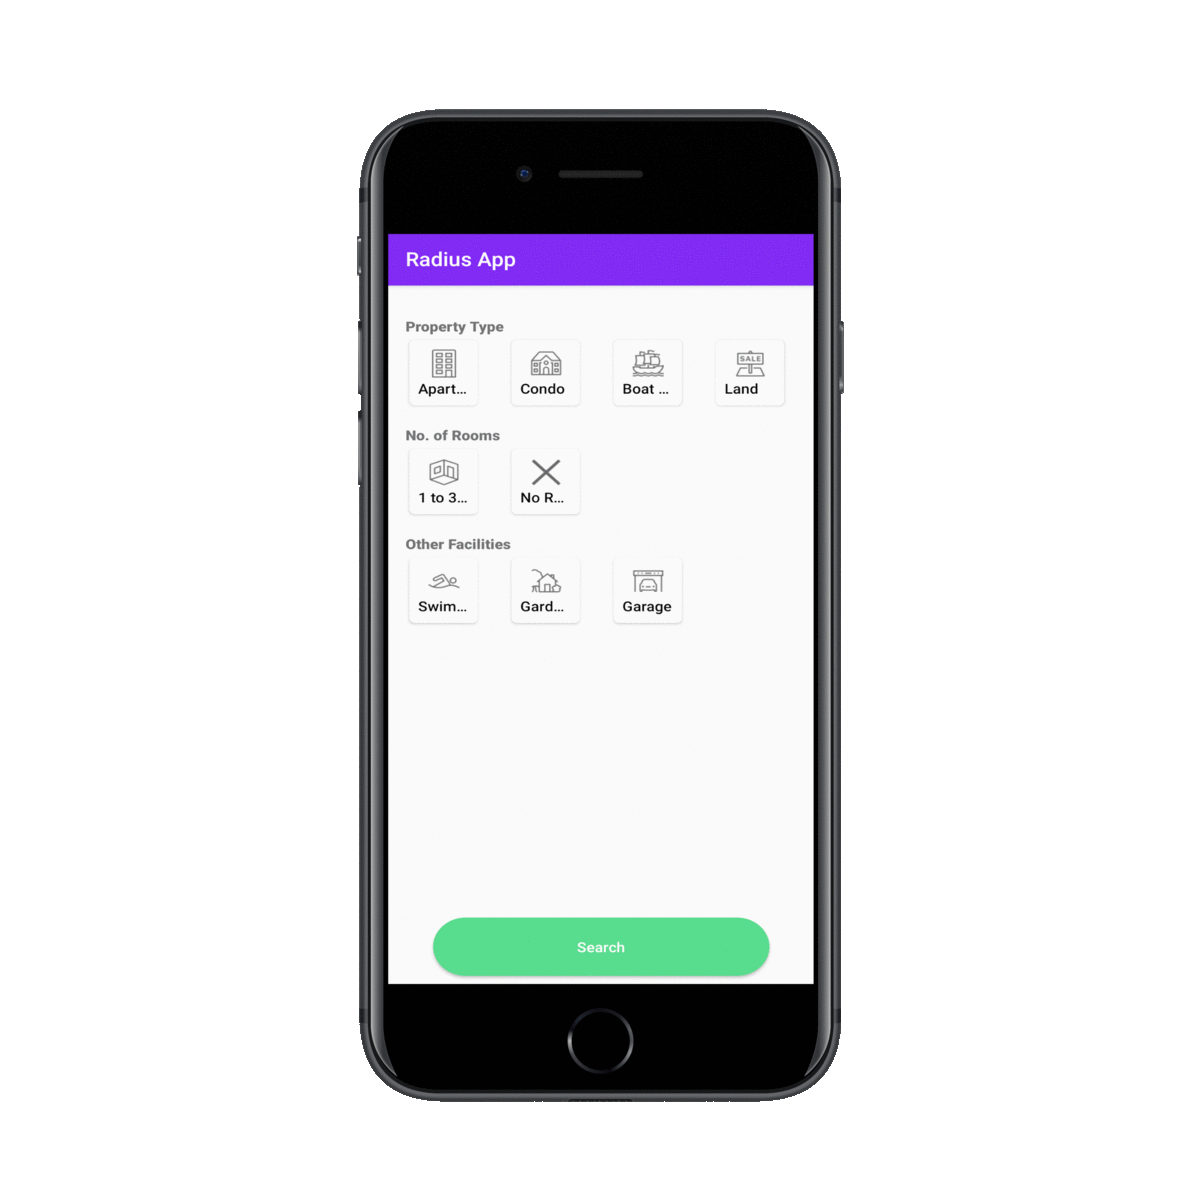 Radius App
Property Type
Apart... Condo Boat ... Land
SALE
No. of Rooms
1 to 3... No R...
Other Facilities
Swim... Gard... Garage
Search